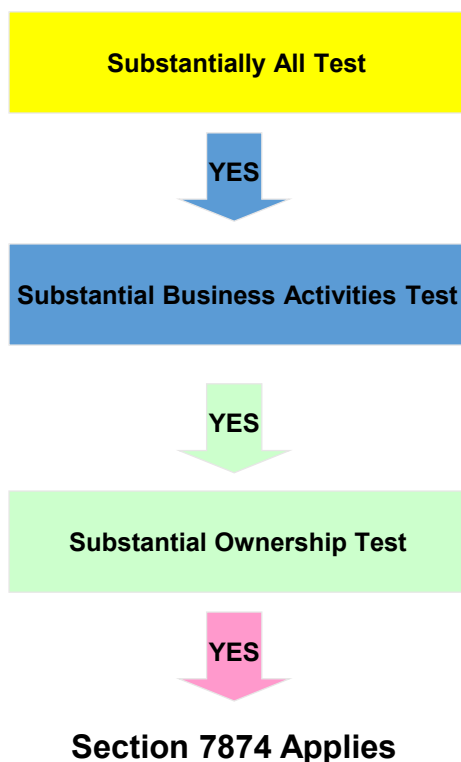 Substantially All Test
YES
Substantial Business Activities Test
YES
Substantial Ownership Test
YES
Section 7874 Applies